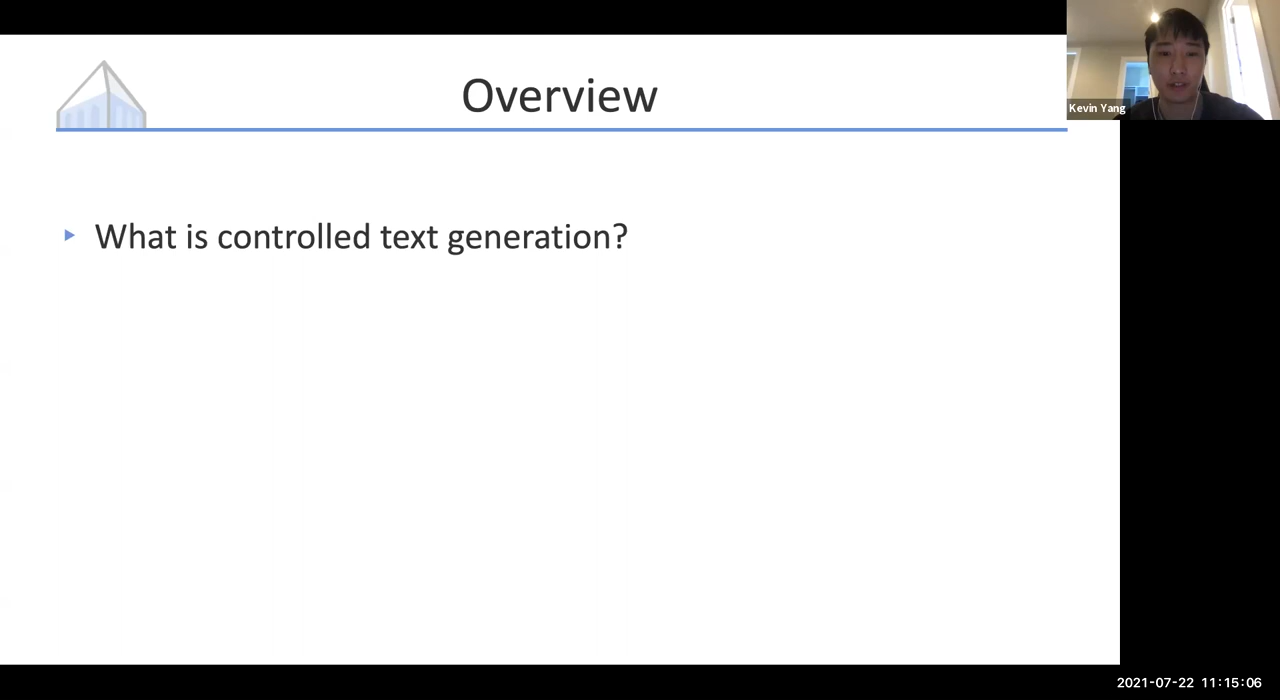 Overview
Kevin Yang
What is controlled text generation?
2021-07-22 11:15:06